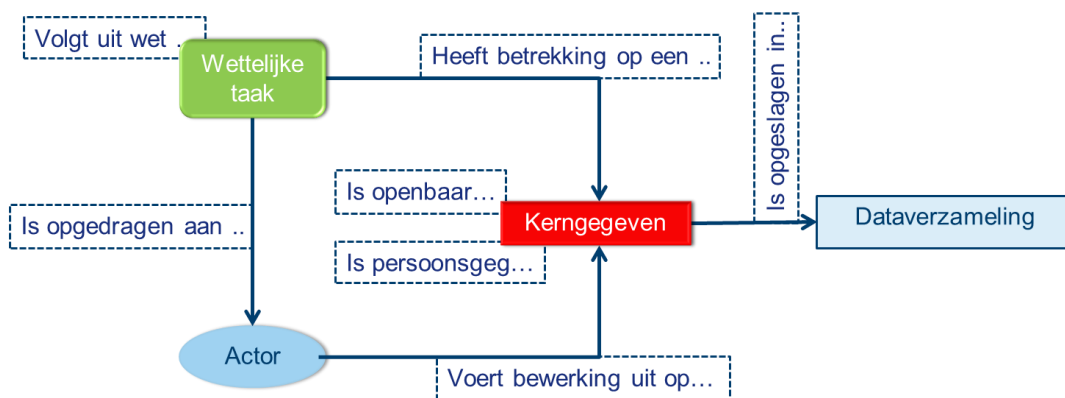 Volgt uit wet ..
Wettelijke
taak
Heeft betrekking op een ..
Is opgeslagen in..
Is openbaar…
Is opgedragen aan ..
Kerngegeven
Dataverzameling
Is persoonsgeg…
Actor
Voert bewerking uit op…